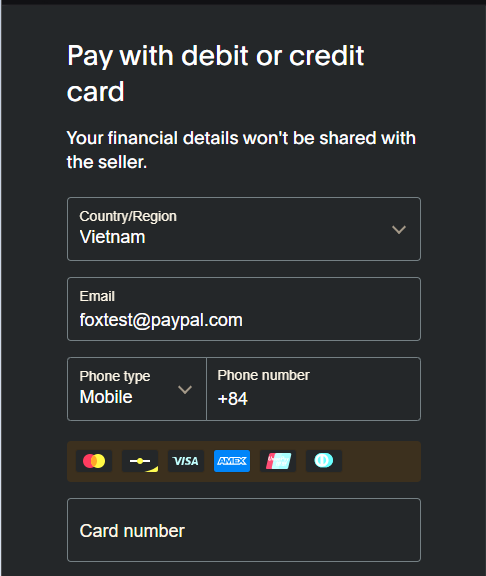 Pay with debit or credit
card
Your financial details won't be shared with
the seller.
Country/Region
Vietnam
Email
foxtest@paypal.com
Phone type
Mobile
Phone number
+84
VISA
AMEX
Card number